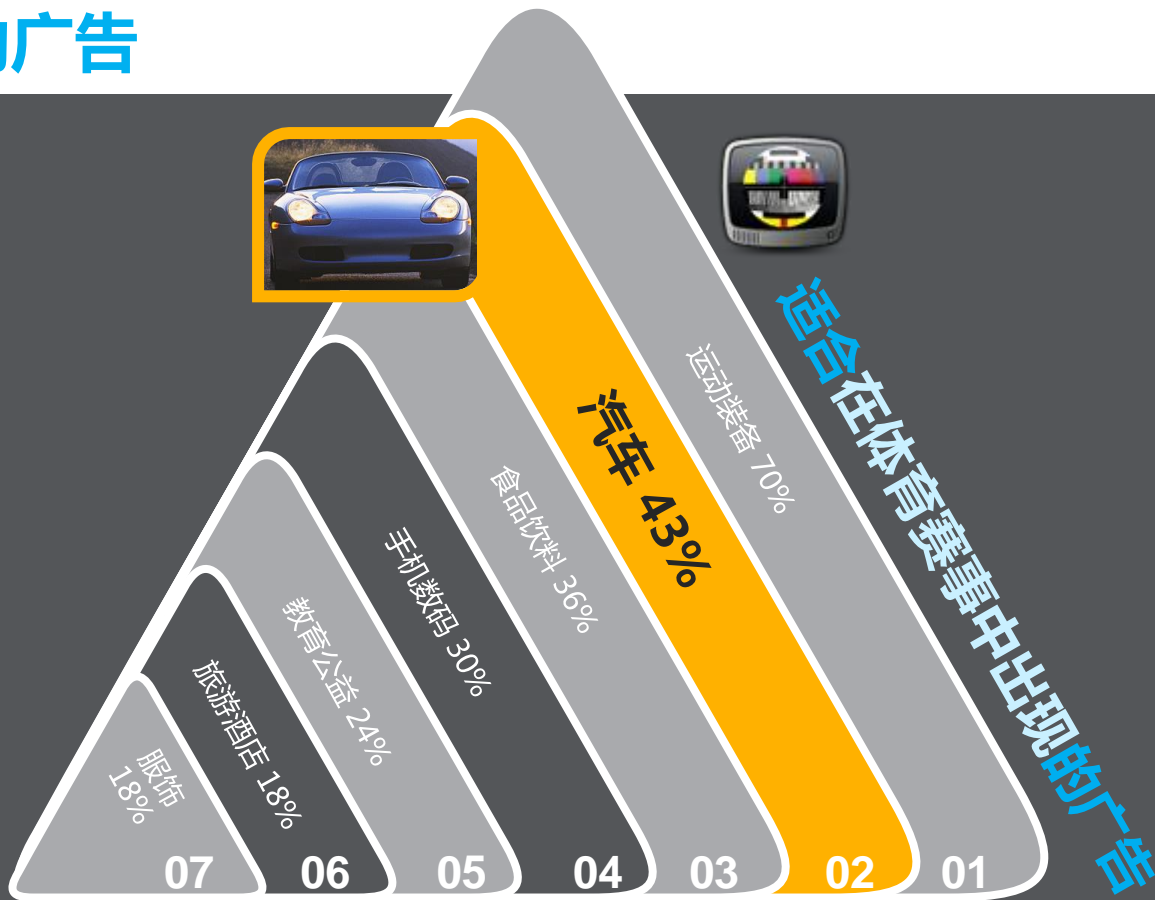 的广告
适合在体育赛事中出现的广告
运动装备 70%
汽车 43%
食品饮料 36%
手机数码 30%
教育公益 24%
旅游酒店 18%
服饰
18%
07
06
05
04
03
02
01